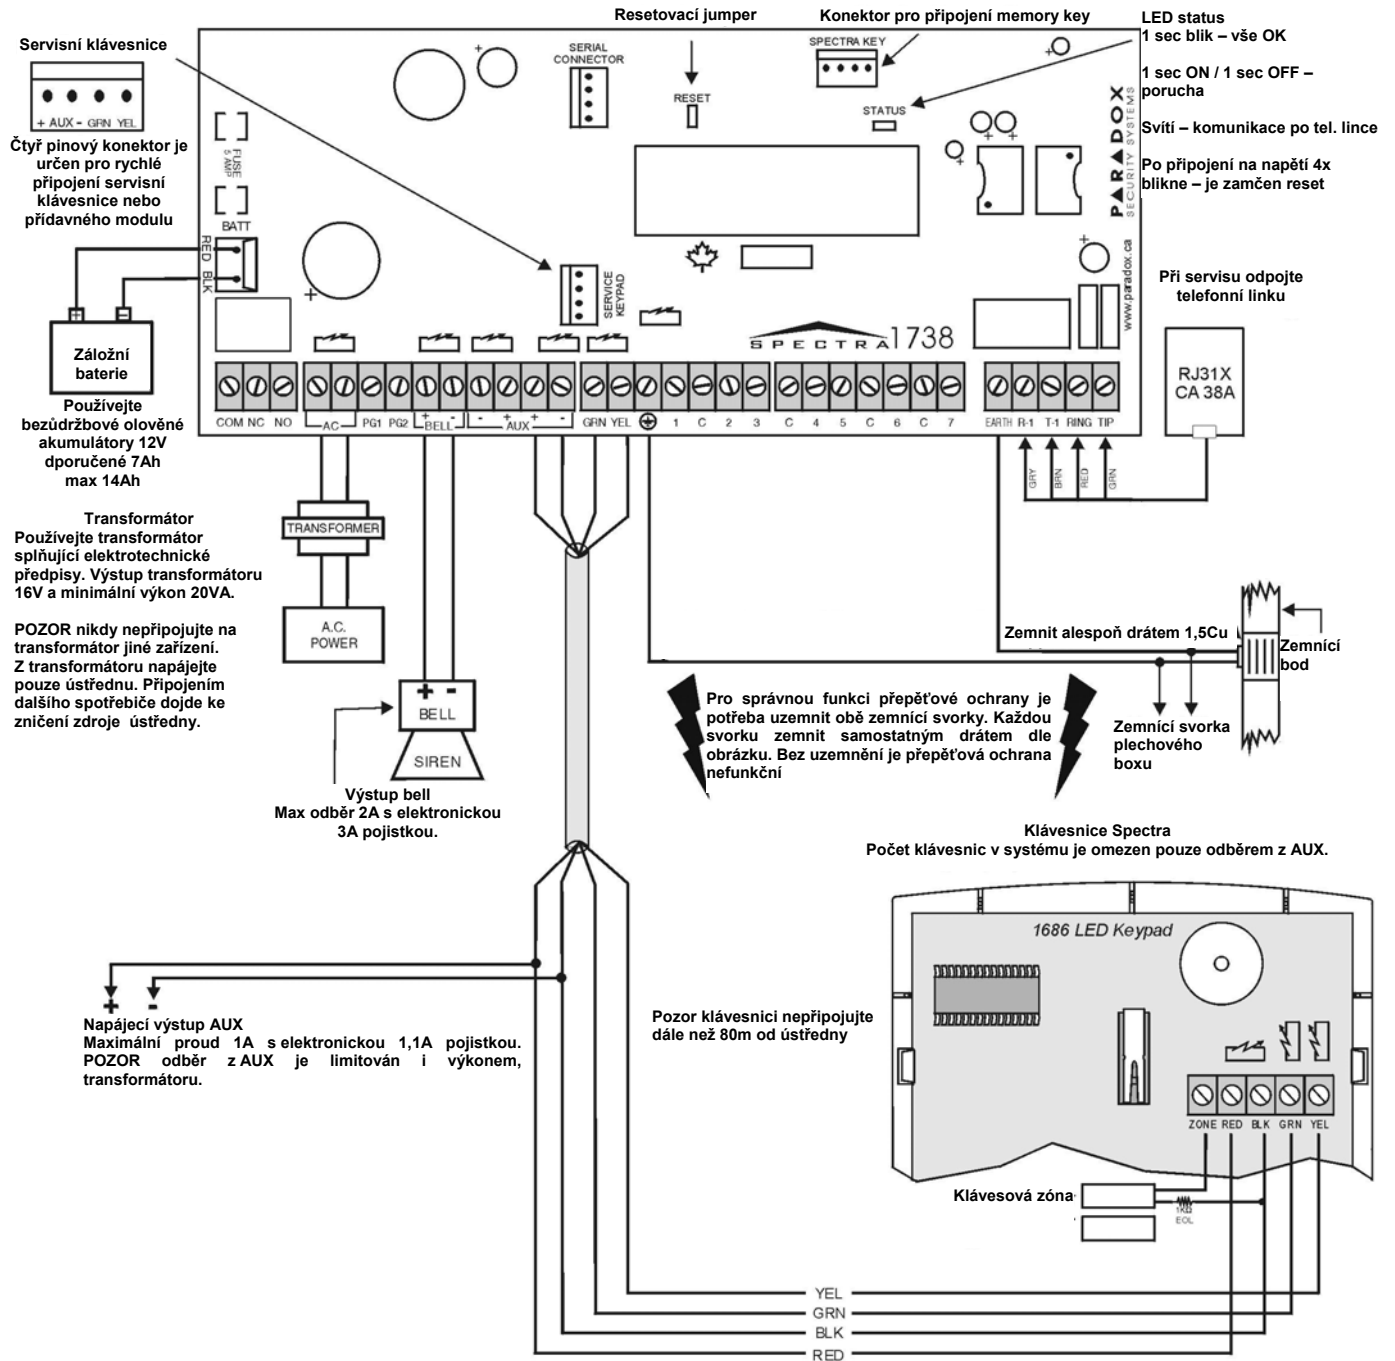 Resetovací jumper
Konektor pro připojení memory key
LED status
1 sec blik – vše OK
1 sec ON / 1 sec OFF –
porucha
Svítí – komunikace po tel. lince
Po připojení na napětí 4x
blikne – je zamčen reset
Servisní klávesnice
+ AUX - GRN YEL
Čtyř pinový konektor je
určen pro rychlé
připojení servisní
klávesnice nebo
přídavného modulu
SERIAL
CONNECTOR
RESET
SPECTRA KEY
STATUS
PARADOX
SECURITY SYSTEMS
www.paradox.ca
FUSE
5 AMP
BATT
RED
BLK
SERVICE
KEYPAD
SPECTRA 1738
+ -
Záložní
baterie
Používejte
bezúdržbové olověné
akumulátory 12V
dporučené 7Ah
max 14Ah
Při servisu odpojte
telefonní linku
RJ31X
CA 38A
COM NC NO AC PG1 PG2 + BELL - - + AUX + - GRN YEL 1 C 2 3 C 4 5 C 6 C 7 EARTH R-1 T-1 RING TIP
GRY
BRN
RED
GRN
Transformátor
Používejte transformátor
splňující elektrotechnické
předpisy. Výstup transformátoru
16V a minimální výkon 20VA.
POZOR nikdy nepřipojujte na
transformátor jiné zařízení.
Z transformátoru napájejte
pouze ústřednu. Připojením
dalšího spotřebiče dojde ke
zničení zdroje ústředny.
TRANSFORMER
A.C.
POWER
+ -
BELL
SIREN
Výstup bell
Max odběr 2A s elektronickou
3A pojistkou.
Zemnit alespoň drátem 1,5Cu
Zemnící
bod
Zemnící svorka
plechového
boxu
Pro správnou funkci přepěťové ochrany je
potřeba uzemnit obě zemnící svorky. Každou
svorku zemnit samostatným drátem dle
obrázku. Bez uzemnění je přepěťová ochrana
nefunkční
Klávesnice Spectra
Počet klávesnic v systému je omezen pouze odběrem z AUX.
1686 LED Keypad
+ -
Napájecí výstup AUX
Maximální proud 1A s elektronickou 1,1A pojistkou.
POZOR odběr z AUX je limitován i výkonem,
transformátoru.
Pozor klávesnici nepřipojujte
dále než 80m od ústředny
ZONE RED BLK GRN YEL
Klávesová zóna
1KΩ
EOL
YEL
GRN
BLK
RED